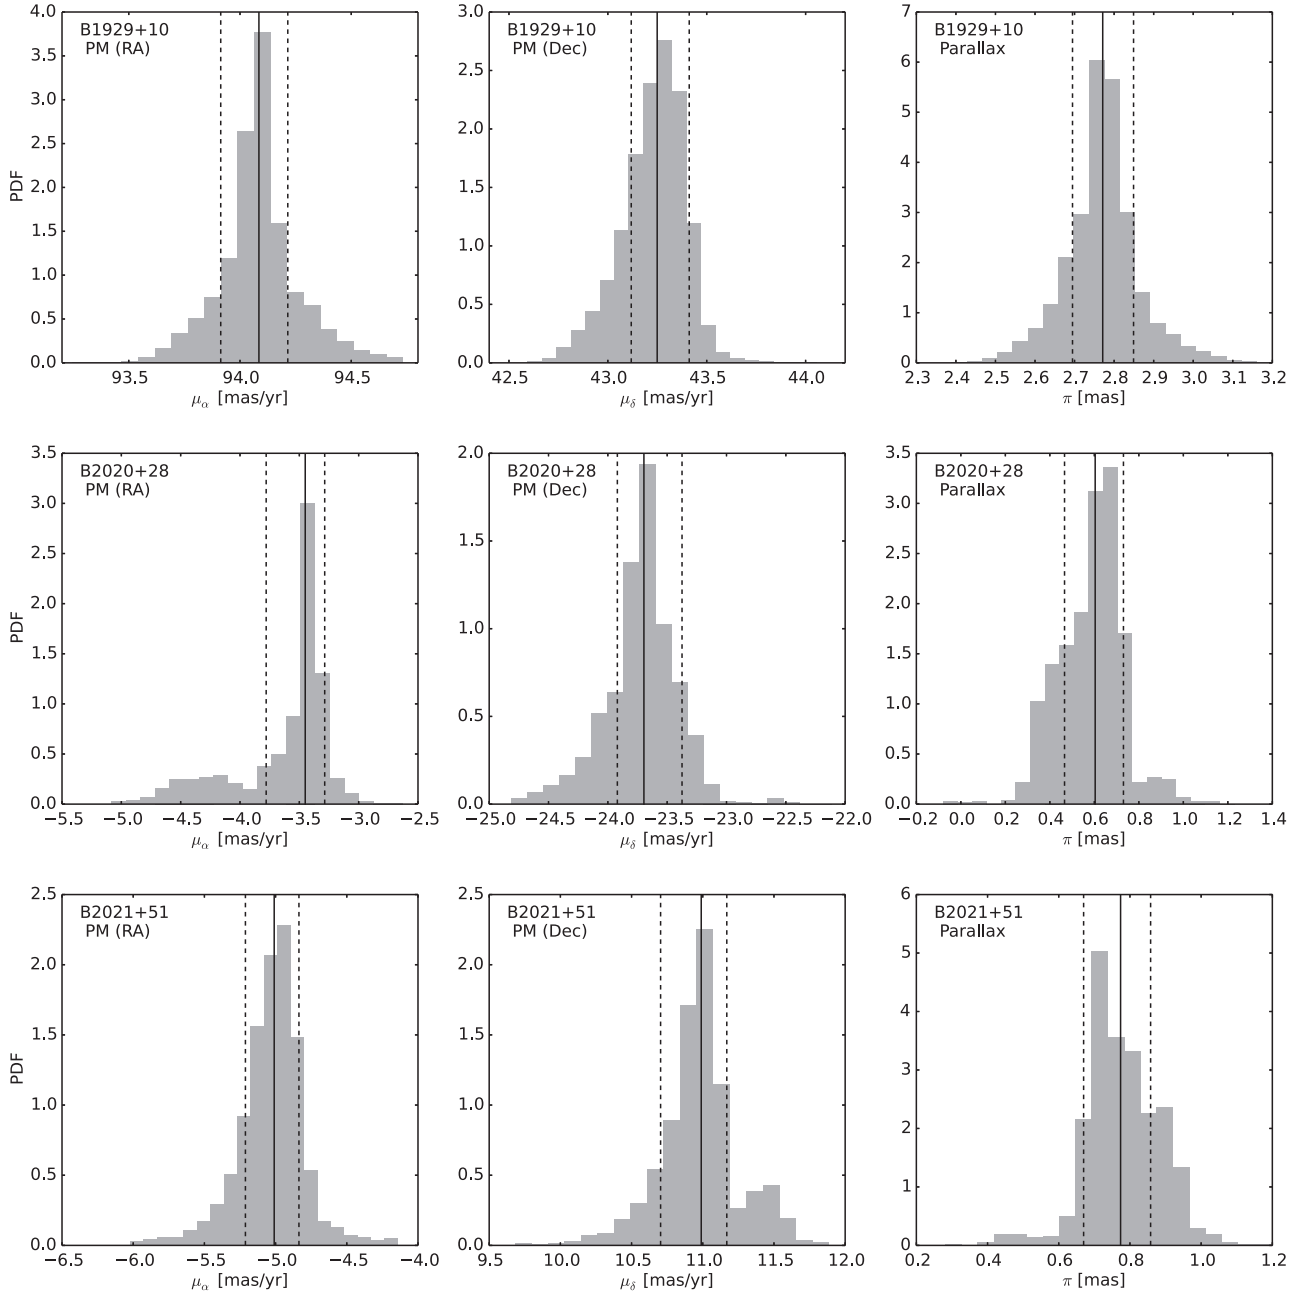 B1929+10
PM (RA)
4.0
3.5
3.0
2.5
2.0
1.5
1.0
0.5
0.0
PDF
93.5 94.0 94.5
μα [mas/yr]
B1929+10
PM (Dec)
3.0
2.5
2.0
1.5
1.0
0.5
0.0
42.5 43.0 43.5 44.0
μδ [mas/yr]
B1929+10
Parallax
7
6
5
4
3
2
1
0
2.3 2.4 2.5 2.6 2.7 2.8 2.9 3.0 3.1 3.2
π [mas]
B2020+28
PM (RA)
3.5
3.0
2.5
2.0
1.5
1.0
0.5
0.0
PDF
−5.5 −5.0 −4.5 −4.0 −3.5 −3.0 −2.5
μα [mas/yr]
B2020+28
PM (Dec)
2.0
1.5
1.0
0.5
0.0
−25.0 −24.5 −24.0 −23.5 −23.0 −22.5 −22.0
μδ [mas/yr]
B2020+28
Parallax
3.5
3.0
2.5
2.0
1.5
1.0
0.5
0.0
−0.2 0.0 0.2 0.4 0.6 0.8 1.0 1.2 1.4
π [mas]
B2021+51
PM (RA)
2.5
2.0
1.5
1.0
0.5
0.0
PDF
−6.5 −6.0 −5.5 −5.0 −4.5 −4.0
μα [mas/yr]
B2021+51
PM (Dec)
2.5
2.0
1.5
1.0
0.5
0.0
9.5 10.0 10.5 11.0 11.5 12.0
μδ [mas/yr]
B2021+51
Parallax
6
5
4
3
2
1
0
0.2 0.4 0.6 0.8 1.0 1.2
π [mas]